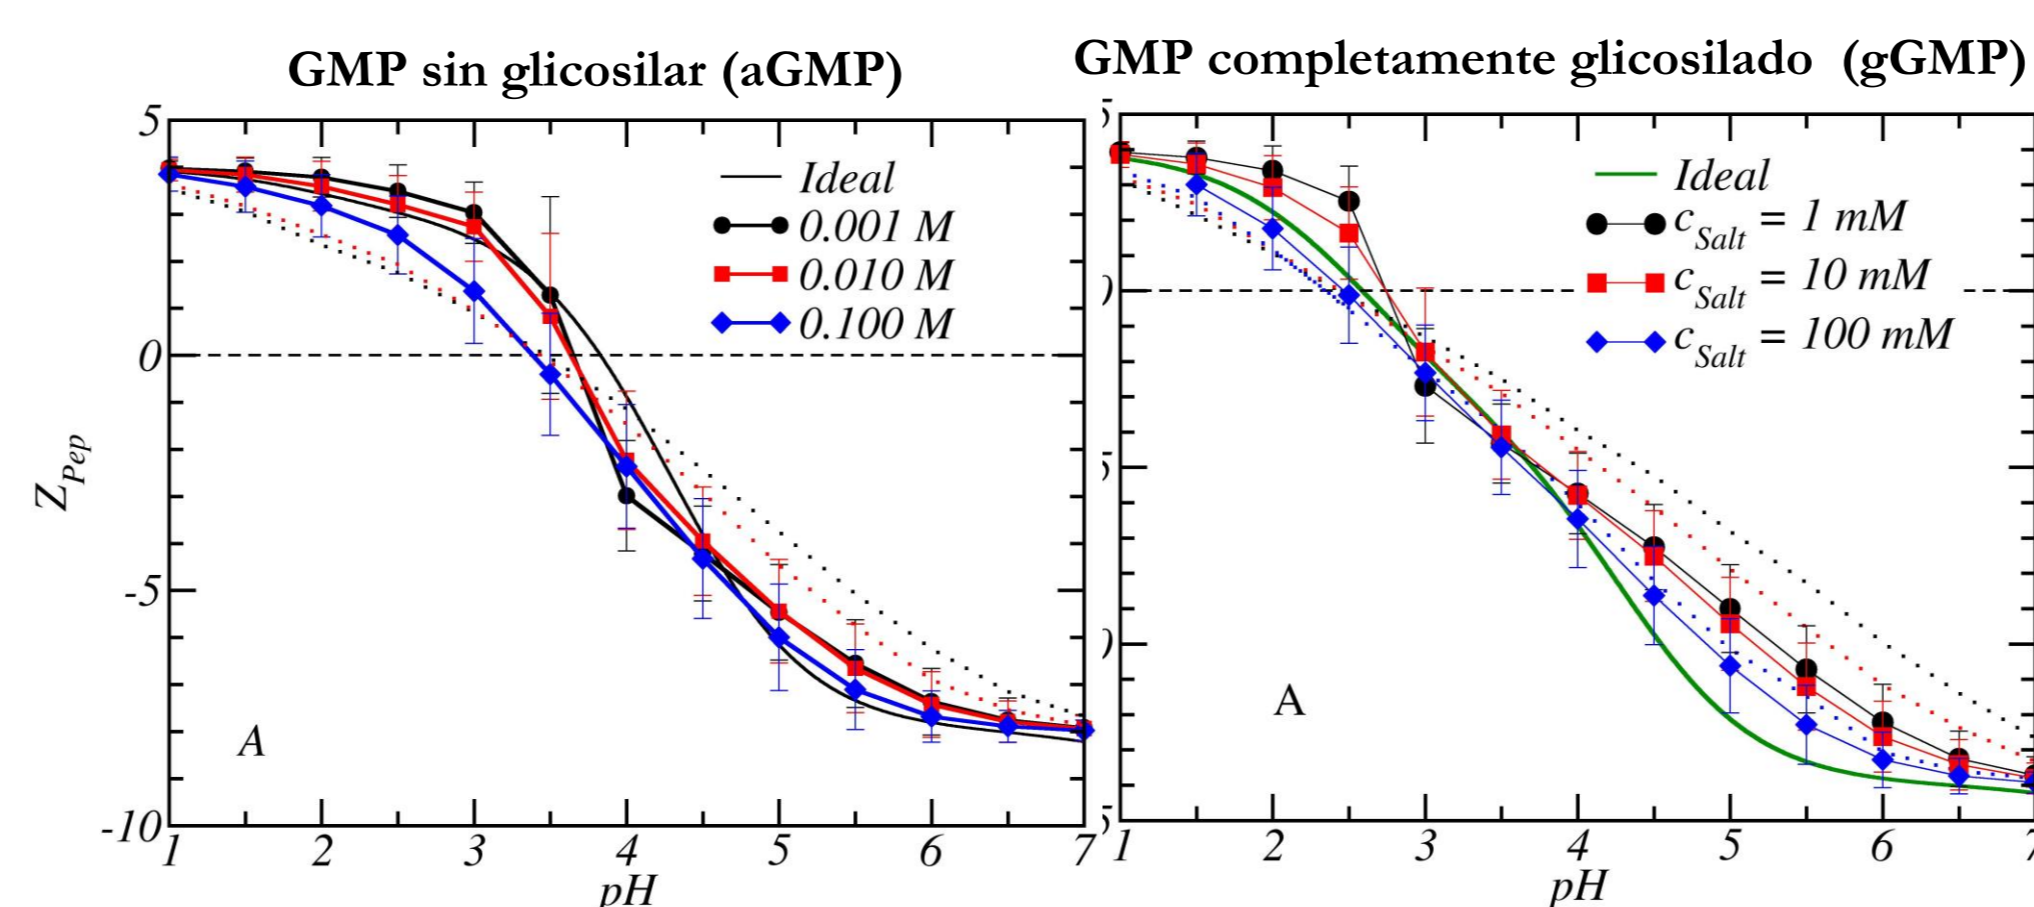 GMP sin glicosilar (aGMP)
5
0
-5
-10
Z_Pep
Ideal
0.001 M
0.010 M
0.100 M
A
1 2 3 4 5 6 7
pH
GMP completamente glicosilado (gGMP)
Ideal
c_Salt = 1 mM
c_Salt = 10 mM
c_Salt = 100 mM
A
1 2 3 4 5 6 7
pH